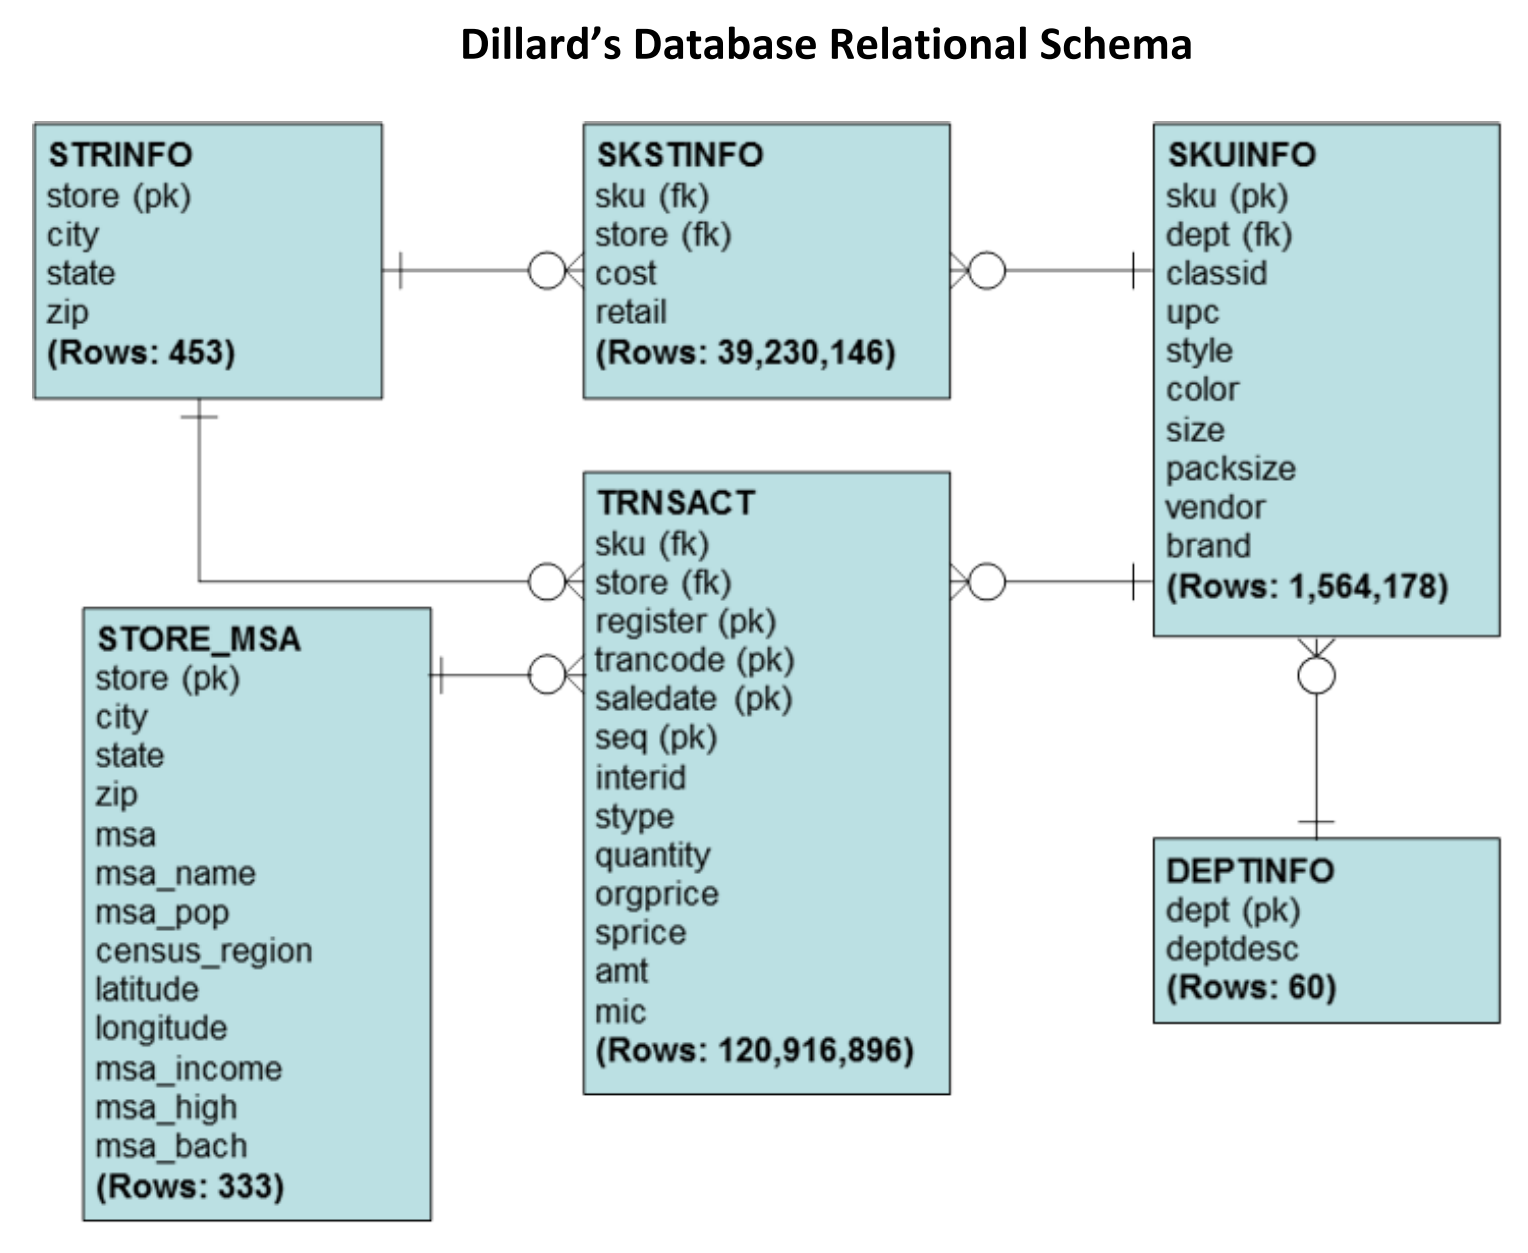 Dillard’s Database Relational Schema
STRINFO
store (pk)
city
state
zip
(Rows: 453)
SKSTINFO
sku (fk)
store (fk)
cost
retail
(Rows: 39,230,146)
SKUINFO
sku (pk)
dept (fk)
classid
upc
style
color
size
packsize
vendor
brand
(Rows: 1,564,178)
TRNSACT
sku (fk)
store (fk)
register (pk)
trancode (pk)
saledate (pk)
seq (pk)
interid
stype
quantity
orgprice
sprice
amt
mic
(Rows: 120,916,896)
STORE_MSA
store (pk)
city
state
zip
msa
msa_name
msa_pop
census_region
latitude
longitude
msa_income
msa_high
msa_bach
(Rows: 333)
DEPTINFO
dept (pk)
deptdesc
(Rows: 60)